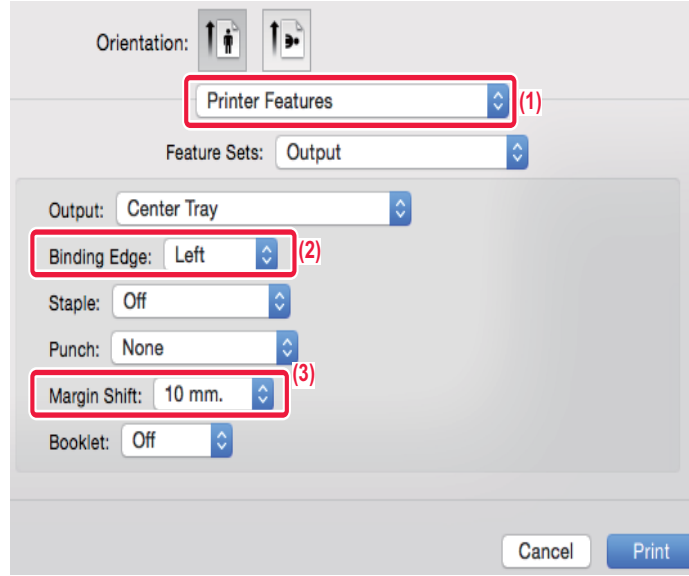 Orientation:
Printer Features (1)
Feature Sets: Output
Output: Center Tray
Binding Edge: Left (2)
Staple: Off
Punch: None
(3)
Margin Shift: 10 mm.
Booklet: Off
Cancel Print